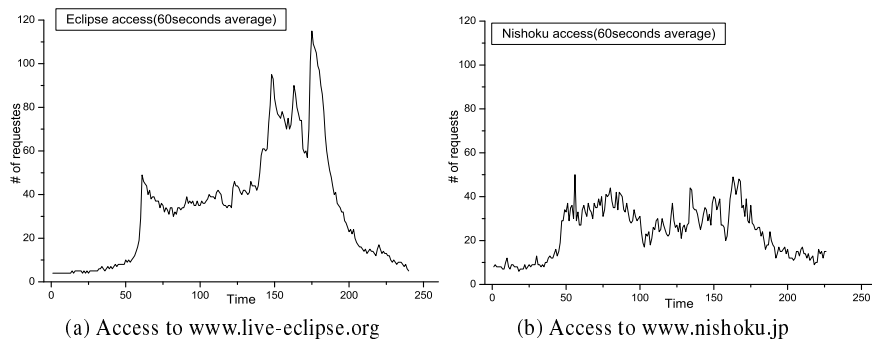 Eclipse access(60seconds average)
120
100
80
60
40
20
0
# of requestes
0 50 100 150 200 250
Time
(a) Access to www.live-eclipse.org
Nishoku access(60seconds average)
120
100
80
60
40
20
0
# of requests
0 50 100 150 200 250
Time
(b) Access to www.nishoku.jp